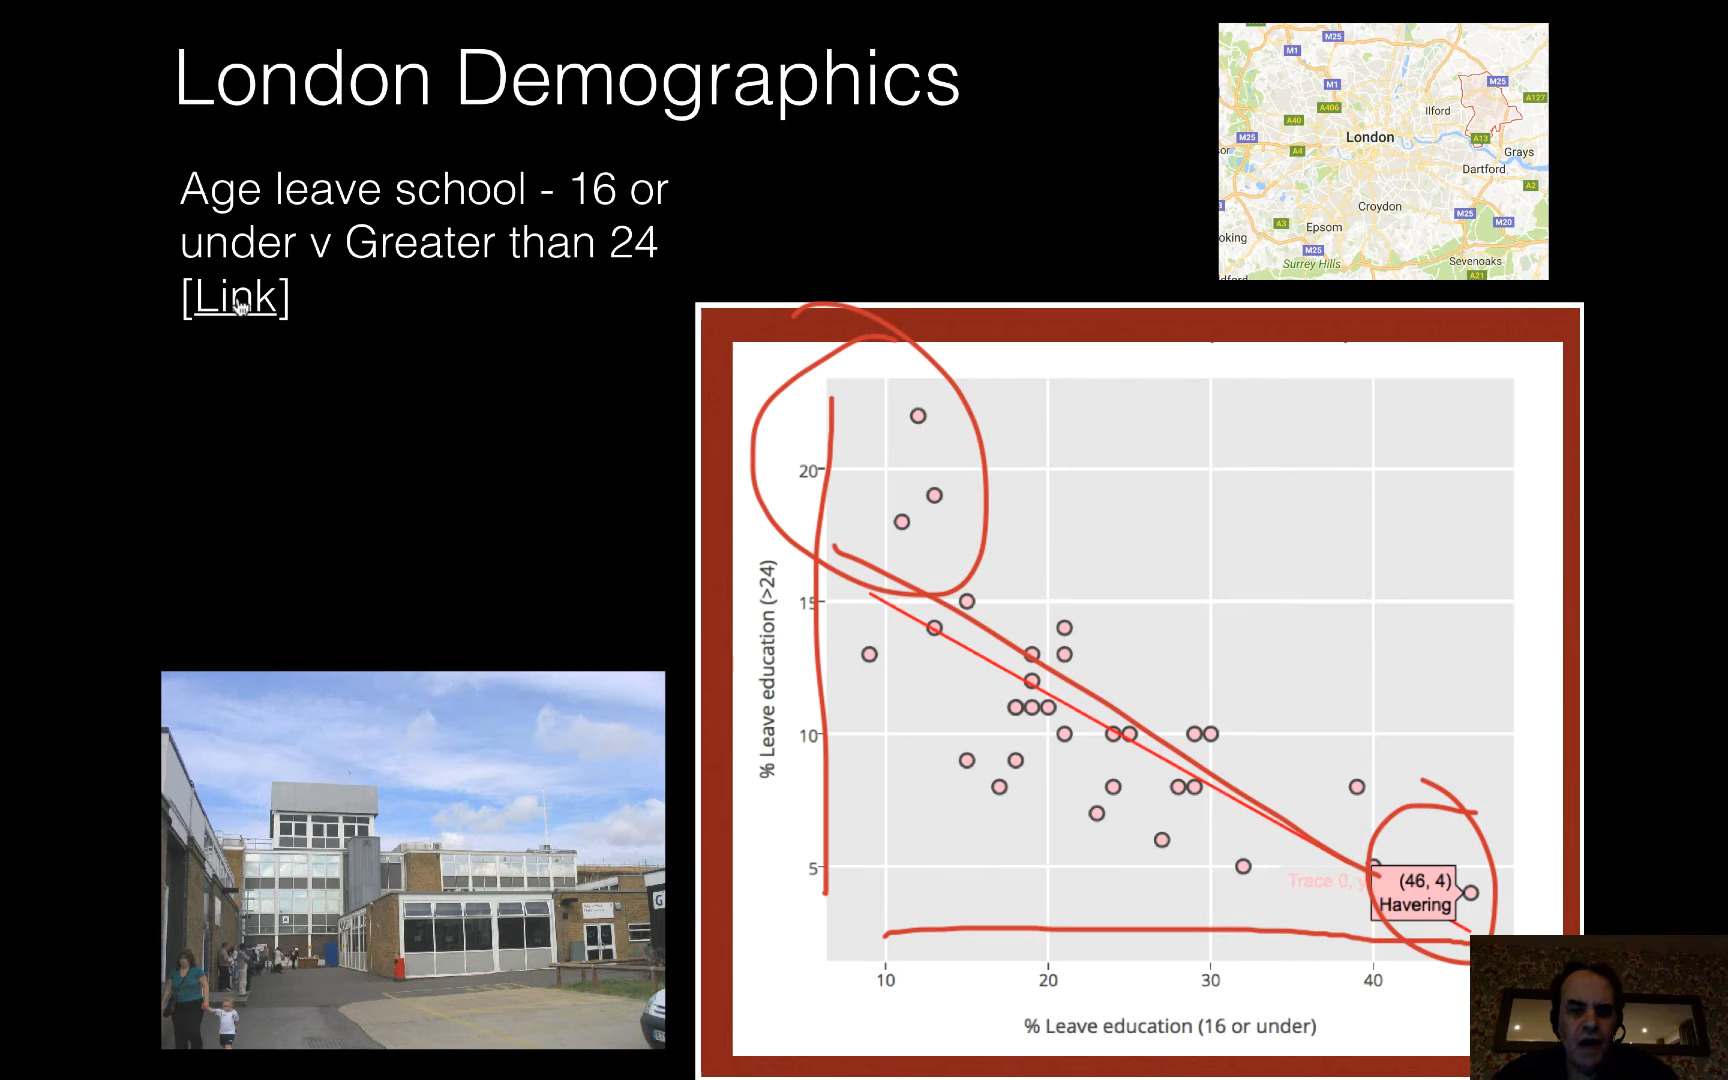 London Demographics
Age leave school - 16 or
under v Greater than 24
[Link]
M25
M1
M25
M1
A406
Ilford
A127
A40
M25
London
A13
A4
Grays
Dartford
A2
Croydon
M25
M20
A3
Epsom
oking
M25
Surrey Hills
Sevenoaks
A21
20
15
10
5
% Leave education (>24)
Trace 0, y
(46, 4)
Havering
10
20
30
40
% Leave education (16 or under)
G